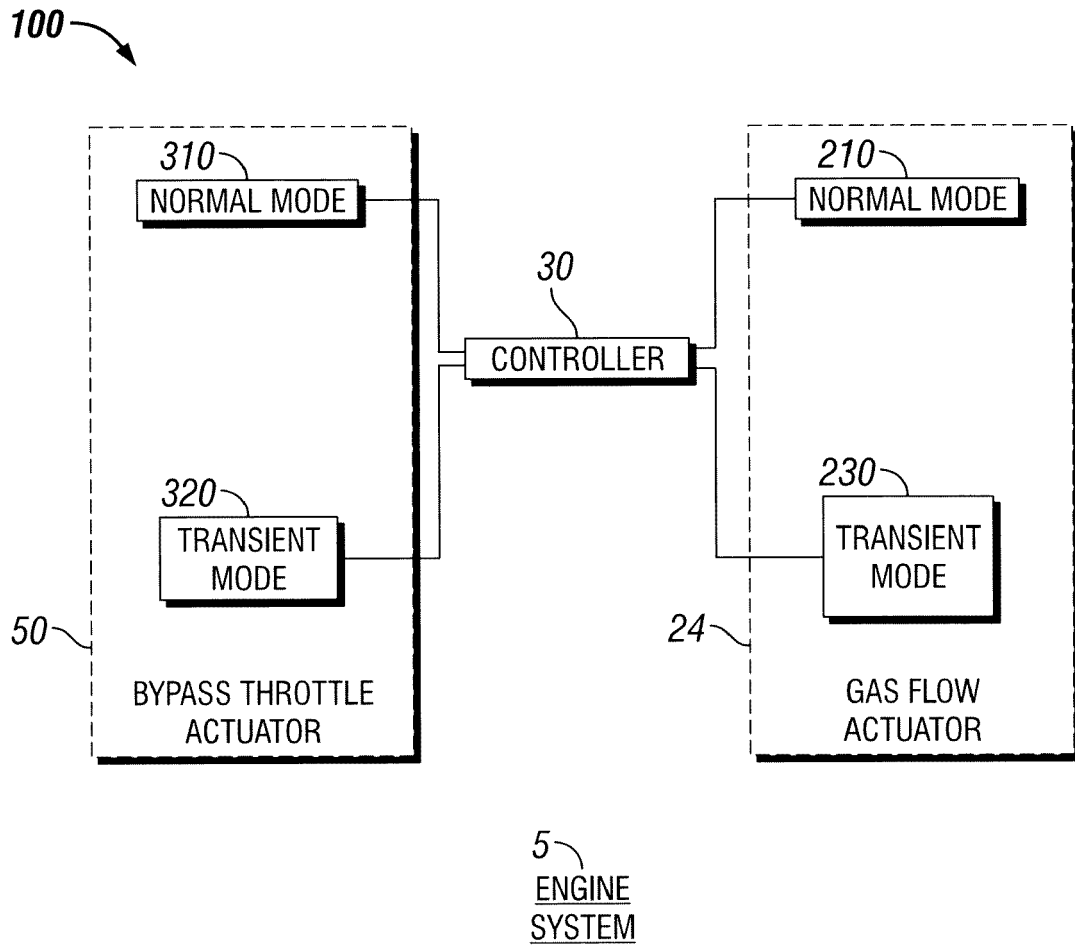 100
310
NORMAL MODE
210
NORMAL MODE
30
CONTROLLER
320
TRANSIENT
MODE
230
TRANSIENT
MODE
50
BYPASS THROTTLE
ACTUATOR
24
GAS FLOW
ACTUATOR
5
ENGINE
SYSTEM